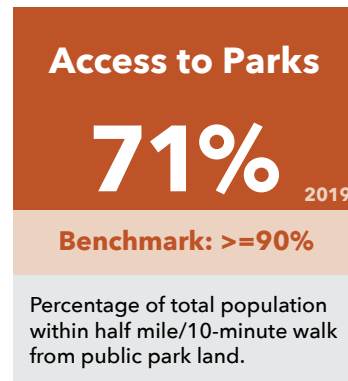 Access to Parks
71%
2019
Benchmark: >=90%
Percentage of total population
within half mile/10-minute walk
from public park land.